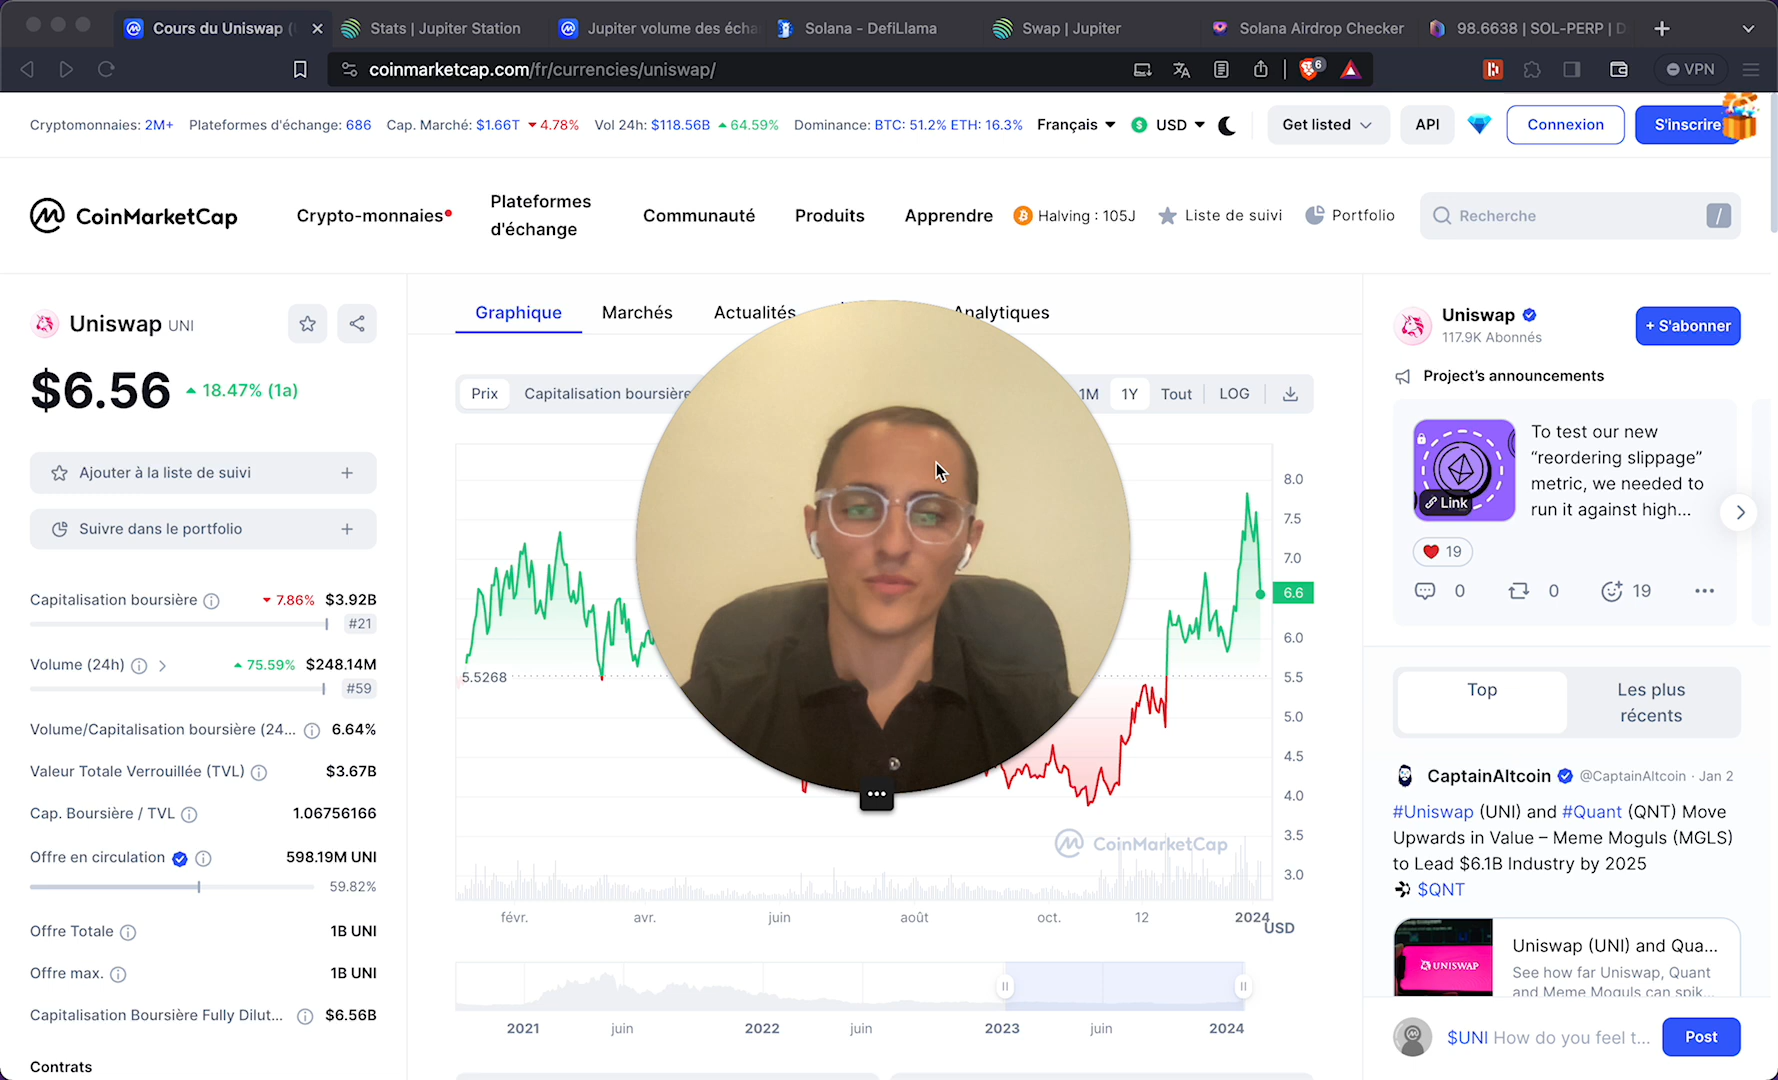 Cours du Uniswap (
Stats | Jupiter Station
Jupiter volume des écha
Solana - DefiLlama
Swap | Jupiter
Solana Airdrop Checker
98.6638 | SOL-PERP | D
coinmarketcap.com/fr/currencies/uniswap/
6
VPN
Cryptomonnaies: 2M+ Plateformes d'échange: 686 Cap. Marché: $1.66T 4.78% Vol 24h: $118.56B 64.59% Dominance: BTC: 51.2% ETH: 16.3%
Français
USD
Get listed
API
Connexion
S'inscrire
CoinMarketCap
Crypto-monnaies
Plateformes
d'échange
Communauté
Produits
Apprendre
Halving : 105J
Liste de suivi
Portfolio
Recherche
/
Uniswap UNI
$6.56 18.47% (1a)
Ajouter à la liste de suivi +
Suivre dans le portfolio +
Capitalisation boursière 7.86% $3.92B
#21
Volume (24h) 75.59% $248.14M
#59
Volume/Capitalisation boursière (24... 6.64%
Valeur Totale Verrouillée (TVL) $3.67B
Cap. Boursière / TVL 1.06756166
Offre en circulation 598.19M UNI
59.82%
Offre Totale 1B UNI
Offre max. 1B UNI
Capitalisation Boursière Fully Dilut... $6.56B
Contrats
Graphique
Marchés
Actualités
Analytiques
Prix
Capitalisation boursière
1M
1Y
Tout
LOG
8.0
7.5
7.0
6.6
6.0
5.5268
5.5
5.0
4.5
4.0
3.5
3.0
CoinMarketCap
févr.
avr.
juin
août
oct.
12
2024
USD
2021
juin
2022
juin
2023
juin
2024
Uniswap
117.9K Abonnés
+ S'abonner
Project's announcements
Link
To test our new
“reordering slippage”
metric, we needed to
run it against high...
19
0
0
19
Top
Les plus
récents
CaptainAltcoin @CaptainAltcoin · Jan 2
#Uniswap (UNI) and #Quant (QNT) Move
Upwards in Value – Meme Moguls (MGLS)
to Lead $6.1B Industry by 2025
$QNT
UNISWAP
Uniswap (UNI) and Qua...
See how far Uniswap, Quant
and Meme Moguls can spik...
$UNI How do you feel t...
Post